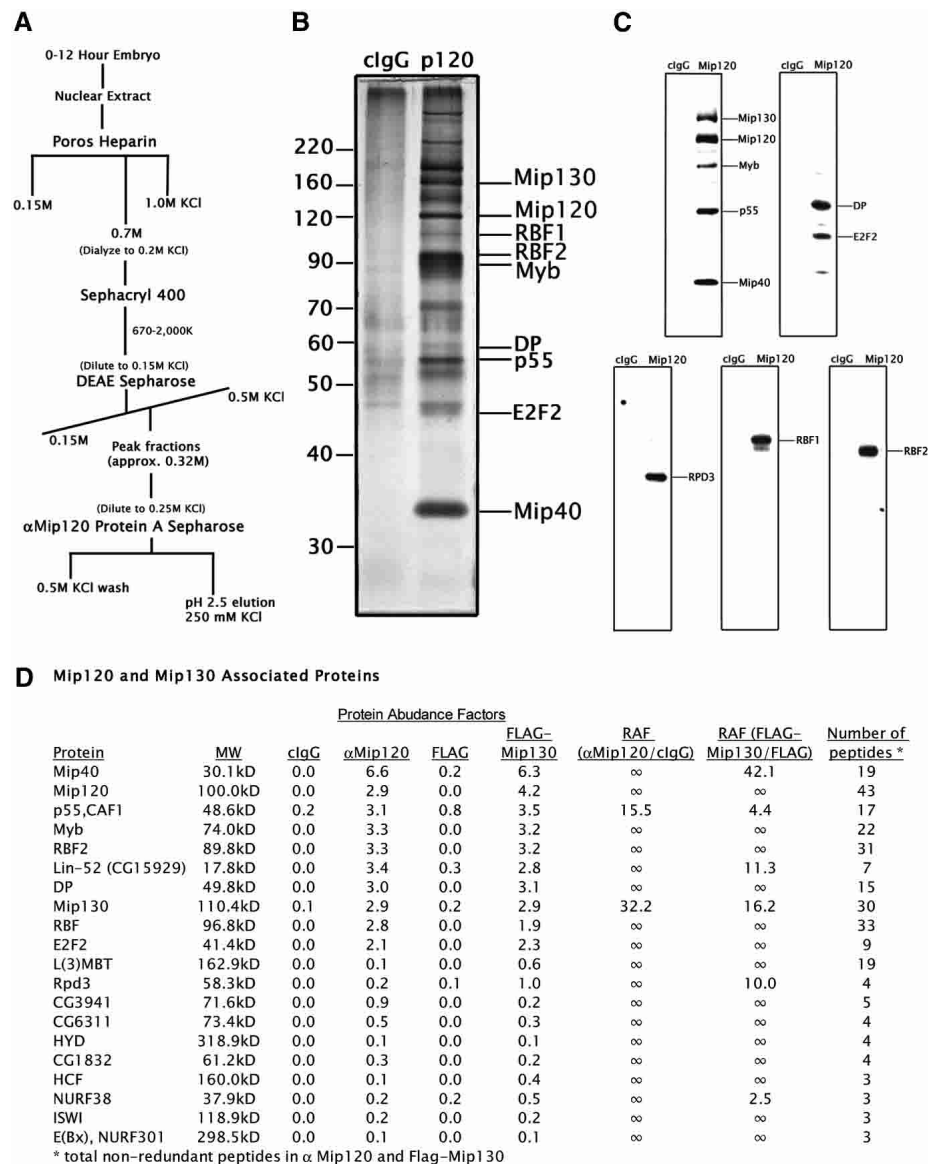 A
0-12 Hour Embryo
Nuclear Extract
Poros Heparin
0.15M
1.0M KCl
0.7M
(Dialyze to 0.2M KCl)
Sephacryl 400
670-2,000K
(Dilute to 0.15M KCl)
DEAE Sepharose
0.5M KCl
0.15M
Peak fractions
(approx. 0.32M)
(Dilute to 0.25M KCl)
αMip120 Protein A Sepharose
0.5M KCl wash
pH 2.5 elution
250 mM KCl
B
cIgG p120
220
160
120
90
70
60
50
40
30
Mip130
Mip120
RBF1
RBF2
Myb
DP
p55
E2F2
Mip40
C
cIgG Mip120
Mip130
Mip120
Myb
p55
Mip40
cIgG Mip120
DP
E2F2
cIgG Mip120
RPD3
cIgG Mip120
RBF1
cIgG Mip120
RBF2
D Mip120 and Mip130 Associated Proteins
Protein Abudance Factors
FLAG- RAF RAF (FLAG- Number of
Protein MW cIgG αMip120 FLAG Mip130 (αMip120/cIgG) Mip130/FLAG) peptides *
Mip40 30.1kD 0.0 6.6 0.2 6.3 ∞ 42.1 19
Mip120 100.0kD 0.0 2.9 0.0 4.2 ∞ ∞ 43
p55,CAF1 48.6kD 0.2 3.1 0.8 3.5 15.5 4.4 17
Myb 74.0kD 0.0 3.3 0.0 3.2 ∞ ∞ 22
RBF2 89.8kD 0.0 3.3 0.0 3.2 ∞ ∞ 31
Lin-52 (CG15929) 17.8kD 0.0 3.4 0.3 2.8 ∞ 11.3 7
DP 49.8kD 0.0 3.0 0.0 3.1 ∞ ∞ 15
Mip130 110.4kD 0.1 2.9 0.2 2.9 32.2 16.2 30
RBF 96.8kD 0.0 2.8 0.0 1.9 ∞ ∞ 33
E2F2 41.4kD 0.0 2.1 0.0 2.3 ∞ ∞ 9
L(3)MBT 162.9kD 0.0 0.1 0.0 0.6 ∞ ∞ 19
Rpd3 58.3kD 0.0 0.2 0.1 1.0 ∞ 10.0 4
CG3941 71.6kD 0.0 0.9 0.0 0.2 ∞ ∞ 5
CG6311 73.4kD 0.0 0.5 0.0 0.3 ∞ ∞ 4
HYD 318.9kD 0.0 0.1 0.0 0.1 ∞ ∞ 4
CG1832 61.2kD 0.0 0.3 0.0 0.2 ∞ ∞ 4
HCF 160.0kD 0.0 0.1 0.0 0.4 ∞ ∞ 3
NURF38 37.9kD 0.0 0.2 0.2 0.5 ∞ 2.5 3
ISWI 118.9kD 0.0 0.2 0.0 0.2 ∞ ∞ 3
E(Bx), NURF301 298.5kD 0.0 0.1 0.0 0.1 ∞ ∞ 3
* total non-redundant peptides in α Mip120 and Flag-Mip130